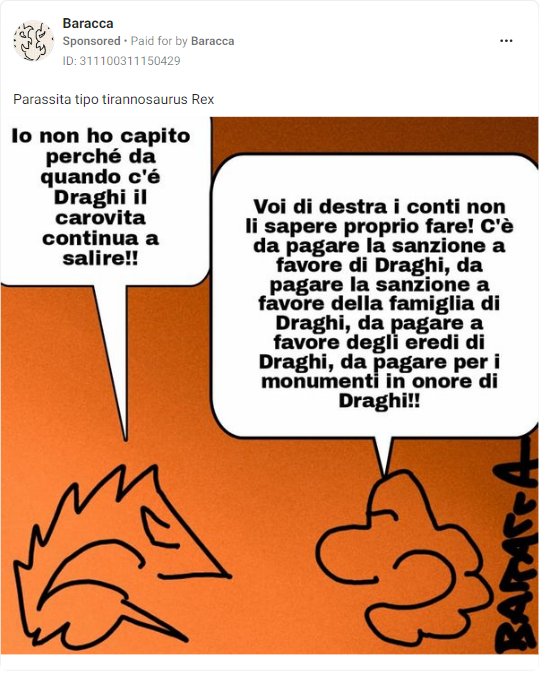 Baracca
Sponsored • Paid for by Baracca
ID: 311100311150429
Parassita tipo tirannosaurus Rex
Io non ho capito
perché da
quando c'é
Draghi il
carovita
continua a
salire!!
Voi di destra i conti non
li sapere proprio fare! C'è
da pagare la sanzione a
favore di Draghi, da
pagare la sanzione a
favore della famiglia di
Draghi, da pagare a
favore degli eredi di
Draghi, da pagare per i
monumenti in onore di
Draghi!!
BARACCA